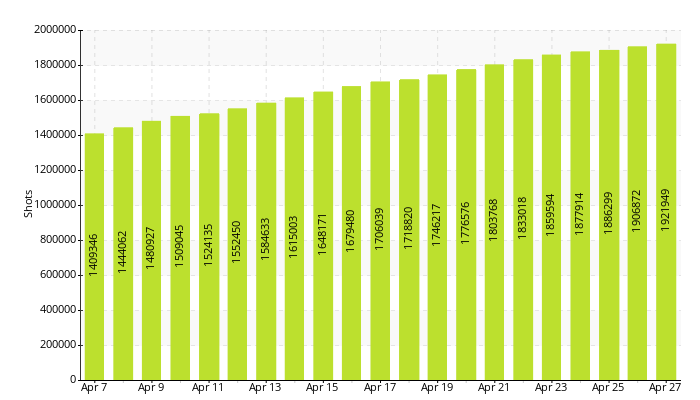 2000000
1800000
1600000
1400000
1200000
1000000
800000
600000
400000
200000
0
Shots
1409346
1444062
1480927
1509045
1524135
1552450
1584633
1615003
1648171
1679480
1706039
1718820
1746217
1776576
1803768
1833018
1859594
1877914
1886299
1906872
1921949
Apr 7
Apr 9
Apr 11
Apr 13
Apr 15
Apr 17
Apr 19
Apr 21
Apr 23
Apr 25
Apr 27